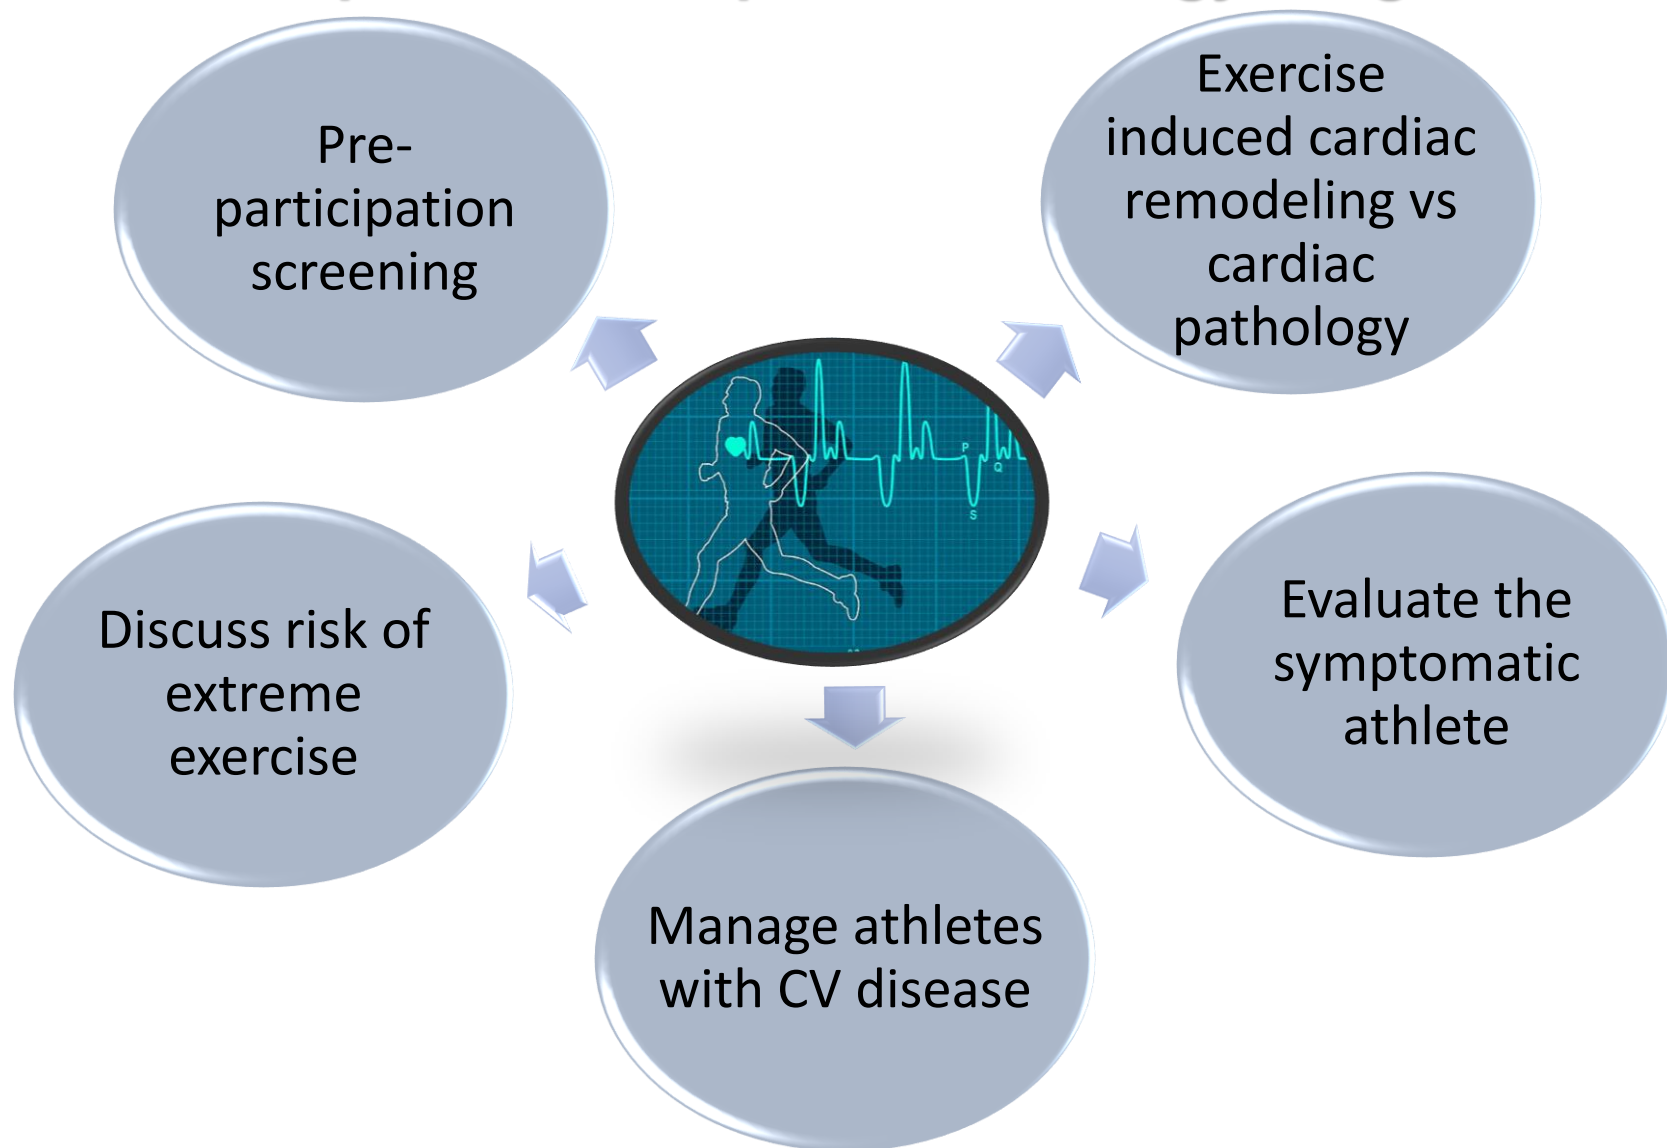 Pre-
participation
screening
Exercise
induced cardiac
remodeling vs
cardiac
pathology
P
Q
S
Discuss risk of
extreme
exercise
Evaluate the
symptomatic
athlete
Manage athletes
with CV disease